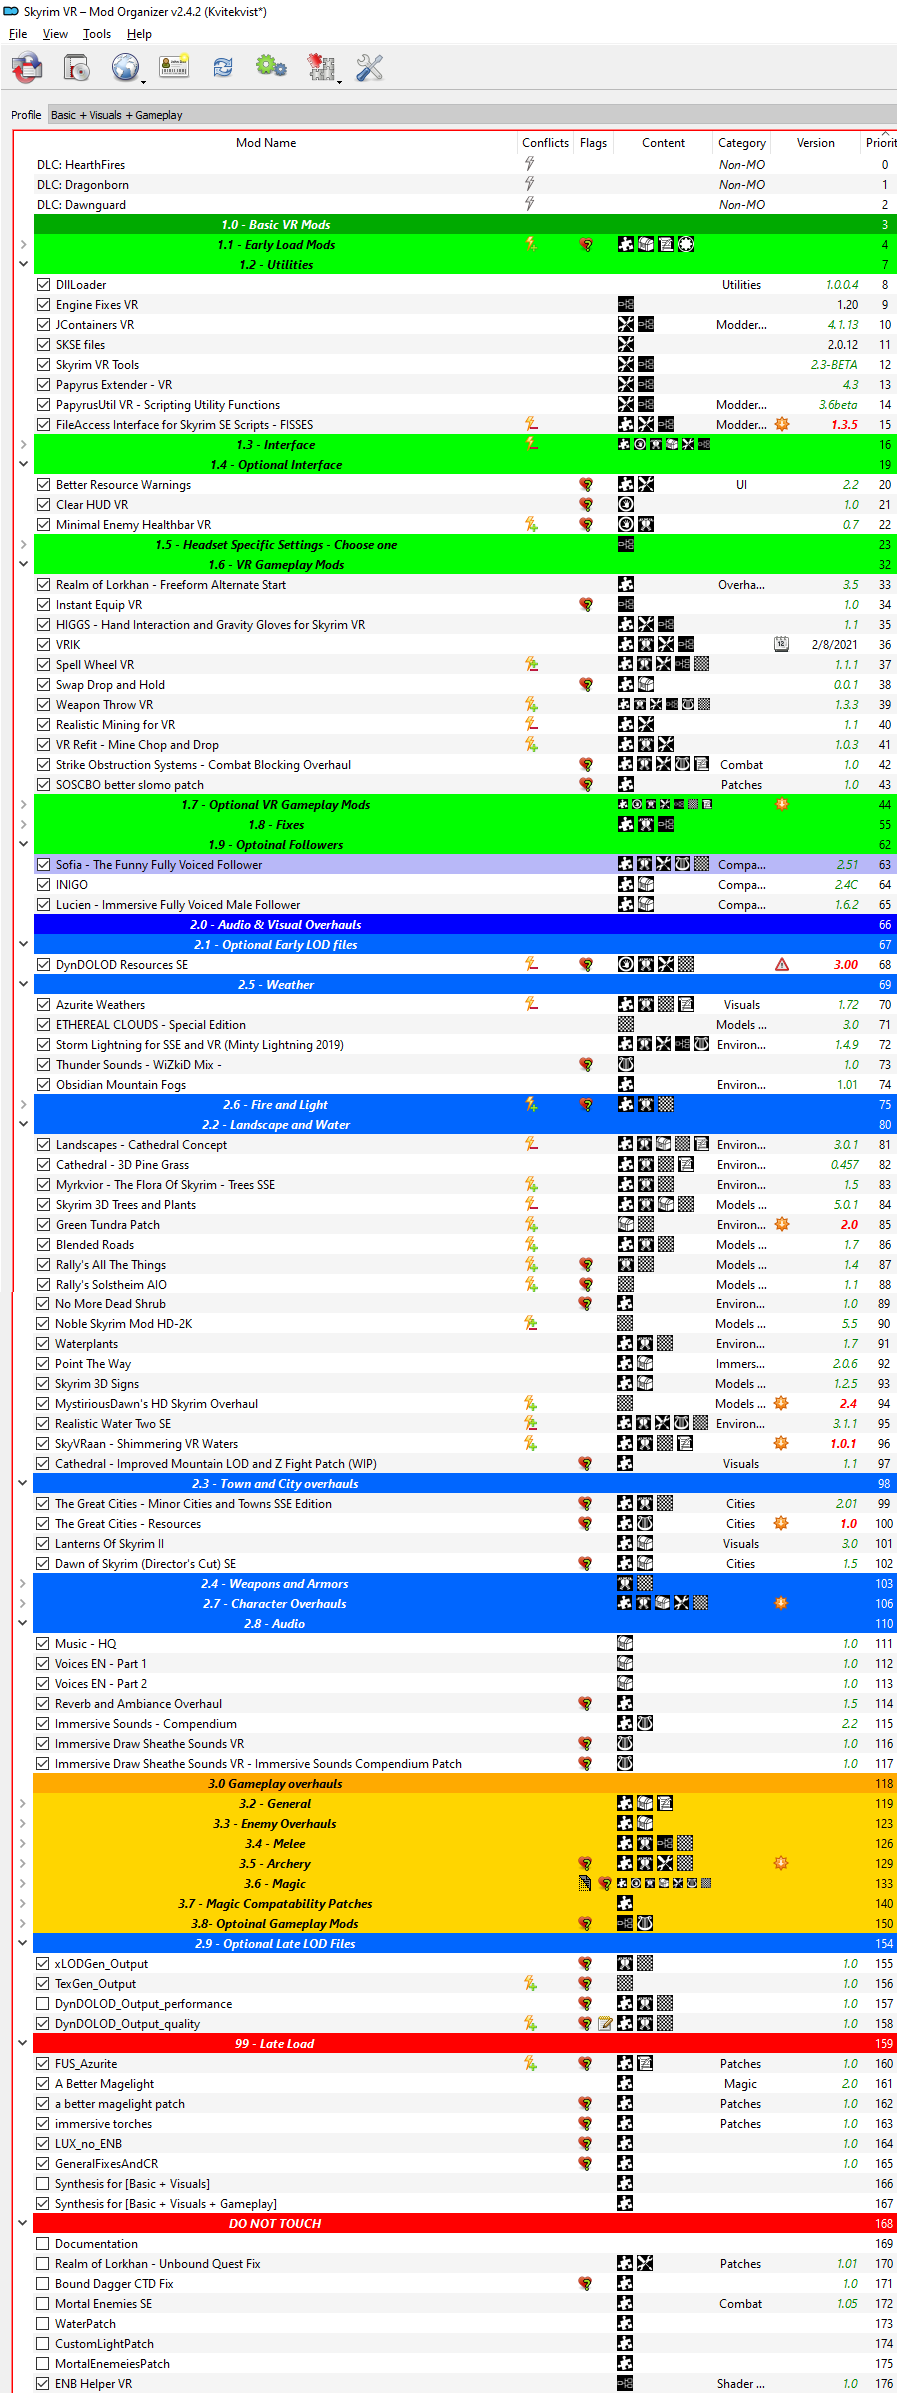 Skyrim VR – Mod Organizer v2.4.2 (Kvitekvist*)
File View Tools Help
Profile Basic + Visuals + Gameplay
Mod Name Conflicts Flags Content Category Version Priorit
DLC: HearthFires Non-MO 0
DLC: Dragonborn Non-MO 1
DLC: Dawnguard Non-MO 2
1.0 - Basic VR Mods 3
1.1 - Early Load Mods 4
1.2 - Utilities 7
DllLoader Utilities 1.0.0.4 8
Engine Fixes VR 1.20 9
JContainers VR Modder... 4.1.13 10
SKSE files 2.0.12 11
Skyrim VR Tools 2.3-BETA 12
Papyrus Extender - VR 4.3 13
PapyrusUtil VR - Scripting Utility Functions Modder... 3.6beta 14
FileAccess Interface for Skyrim SE Scripts - FISSES Modder... 1.3.5 15
1.3 - Interface 16
1.4 - Optional Interface 19
Better Resource Warnings UI 2.2 20
Clear HUD VR 1.0 21
Minimal Enemy Healthbar VR 0.7 22
1.5 - Headset Specific Settings - Choose one 23
1.6 - VR Gameplay Mods 32
Realm of Lorkhan - Freeform Alternate Start Overha... 3.5 33
Instant Equip VR 1.0 34
HIGGS - Hand Interaction and Gravity Gloves for Skyrim VR 1.1 35
VRIK 12 2/8/2021 36
Spell Wheel VR 1.1.1 37
Swap Drop and Hold 0.0.1 38
Weapon Throw VR 1.3.3 39
Realistic Mining for VR 1.1 40
VR Refit - Mine Chop and Drop 1.0.3 41
Strike Obstruction Systems - Combat Blocking Overhaul Combat 1.0 42
SOSCBO better slomo patch Patches 1.0 43
1.7 - Optional VR Gameplay Mods 44
1.8 - Fixes 55
1.9 - Optoinal Followers 62
Sofia - The Funny Fully Voiced Follower Compa... 2.51 63
INIGO Compa... 2.4C 64
Lucien - Immersive Fully Voiced Male Follower Compa... 1.6.2 65
2.0 - Audio & Visual Overhauls 66
2.1 - Optional Early LOD files 67
DynDOLOD Resources SE 3.00 68
2.5 - Weather 69
Azurite Weathers Visuals 1.72 70
ETHEREAL CLOUDS - Special Edition Models ... 3.0 71
Storm Lightning for SSE and VR (Minty Lightning 2019) Environ... 1.4.9 72
Thunder Sounds - WiZkiD Mix - 1.0 73
Obsidian Mountain Fogs Environ... 1.01 74
2.6 - Fire and Light 75
2.2 - Landscape and Water 80
Landscapes - Cathedral Concept Environ... 3.0.1 81
Cathedral - 3D Pine Grass Environ... 0.457 82
Myrkvior - The Flora Of Skyrim - Trees SSE Environ... 1.5 83
Skyrim 3D Trees and Plants Models ... 5.0.1 84
Green Tundra Patch Environ... 2.0 85
Blended Roads Models ... 1.7 86
Rally's All The Things Models ... 1.4 87
Rally's Solstheim AIO Models ... 1.1 88
No More Dead Shrub Environ... 1.0 89
Noble Skyrim Mod HD-2K Models ... 5.5 90
Waterplants Environ... 1.7 91
Point The Way Immers... 2.0.6 92
Skyrim 3D Signs Models ... 1.2.5 93
MystiriousDawn's HD Skyrim Overhaul Models ... 2.4 94
Realistic Water Two SE Environ... 3.1.1 95
SkyVRaan - Shimmering VR Waters 1.0.1 96
Cathedral - Improved Mountain LOD and Z Fight Patch (WIP) Visuals 1.1 97
2.3 - Town and City overhauls 98
The Great Cities - Minor Cities and Towns SSE Edition Cities 2.01 99
The Great Cities - Resources Cities 1.0 100
Lanterns Of Skyrim II Visuals 3.0 101
Dawn of Skyrim (Director's Cut) SE Cities 1.5 102
2.4 - Weapons and Armors 103
2.7 - Character Overhauls 106
2.8 - Audio 110
Music - HQ 1.0 111
Voices EN - Part 1 1.0 112
Voices EN - Part 2 1.0 113
Reverb and Ambiance Overhaul 1.5 114
Immersive Sounds - Compendium 2.2 115
Immersive Draw Sheathe Sounds VR 1.0 116
Immersive Draw Sheathe Sounds VR - Immersive Sounds Compendium Patch 1.0 117
3.0 Gameplay overhauls 118
3.2 - General 119
3.3 - Enemy Overhauls 123
3.4 - Melee 126
3.5 - Archery 129
3.6 - Magic 133
3.7 - Magic Compatability Patches 140
3.8- Optoinal Gameplay Mods 150
2.9 - Optional Late LOD Files 154
xLODGen_Output 1.0 155
TexGen_Output 1.0 156
DynDOLOD_Output_performance 1.0 157
DynDOLOD_Output_quality 1.0 158
99 - Late Load 159
FUS_Azurite Patches 1.0 160
A Better Magelight Magic 2.0 161
a better magelight patch Patches 1.0 162
immersive torches Patches 1.0 163
LUX_no_ENB 1.0 164
GeneralFixesAndCR 1.0 165
Synthesis for [Basic + Visuals] 166
Synthesis for [Basic + Visuals + Gameplay] 167
DO NOT TOUCH 168
Documentation 169
Realm of Lorkhan - Unbound Quest Fix Patches 1.01 170
Bound Dagger CTD Fix 1.0 171
Mortal Enemies SE Combat 1.05 172
WaterPatch 173
CustomLightPatch 174
MortalEnemeiesPatch 175
ENB Helper VR Shader ... 1.0 176